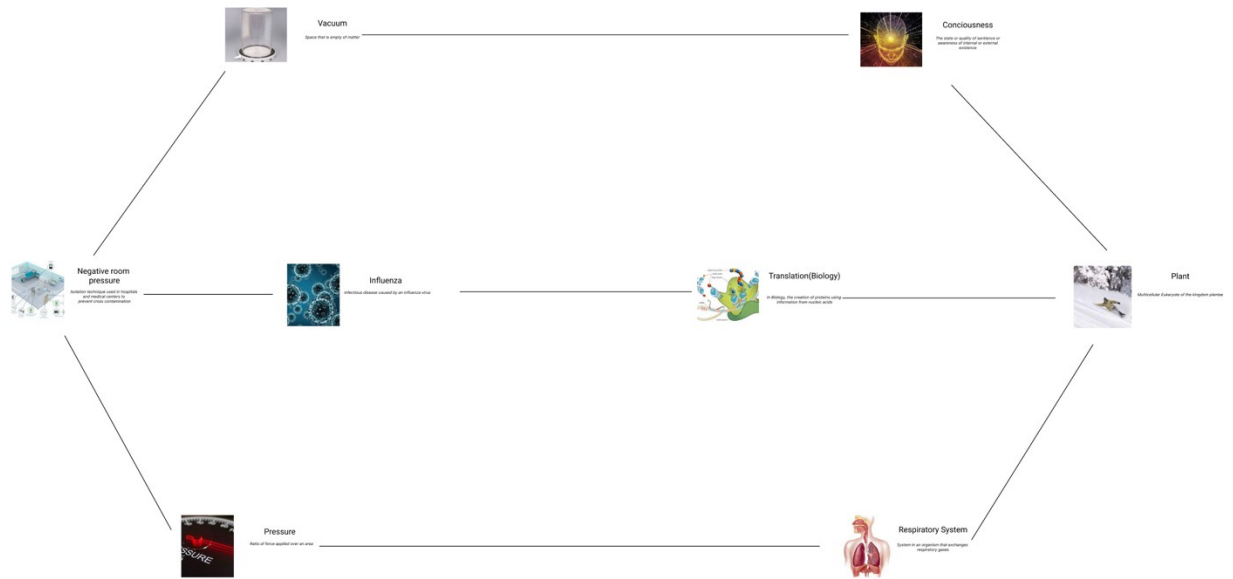 Vacuum
Space that is empty of matter
Conciousness
The state or quality of sentience or
awareness of internal or external
existence
Negative room
pressure
Isolation technique used in hospitals
and medical centers to
prevent cross contamination
Influenza
Infectious disease caused by an influenza virus
Translation(Biology)
In Biology, the creation of proteins using
information from nucleic acids
Plant
Multicellular Eukaryote of the kingdom plantae
Pressure
Ratio of force applied over an area
SSURE
Respiratory System
System in an organism that exchanges
respiratory gases